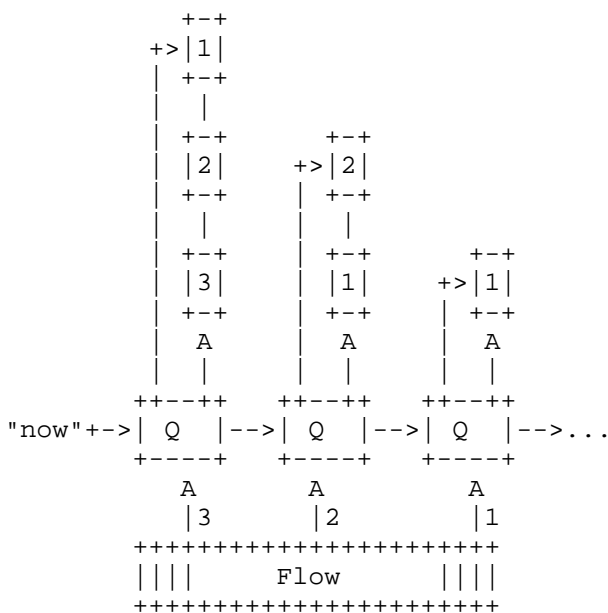 +-+
+->|1|
| +-+
| |
| +-+ +-+
| |2| +->|2|
| +-+ | +-+
| | | |
| +-+ | +-+ +-+
| |3| | |1| +->|1|
| +-+ | +-+ | +-+
| A | A | A
| | | | | |
++--++ ++--++ ++--++
"now"+->| Q |-->| Q |-->| Q |-->...
+----+ +----+ +----+
A A A
|3 |2 |1
+++++++++++++++++++++++
|||| Flow ||||
+++++++++++++++++++++++